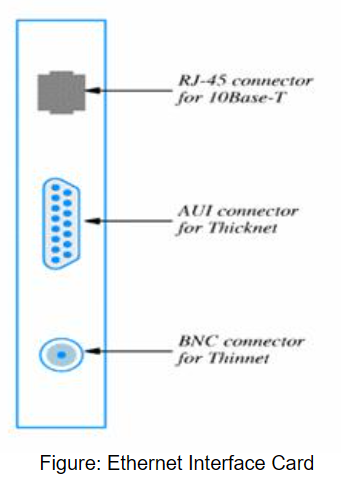 RJ-45 connector
for 10Base-T
AUI connector
for Thicknet
BNC connector
for Thinnet
Figure: Ethernet Interface Card